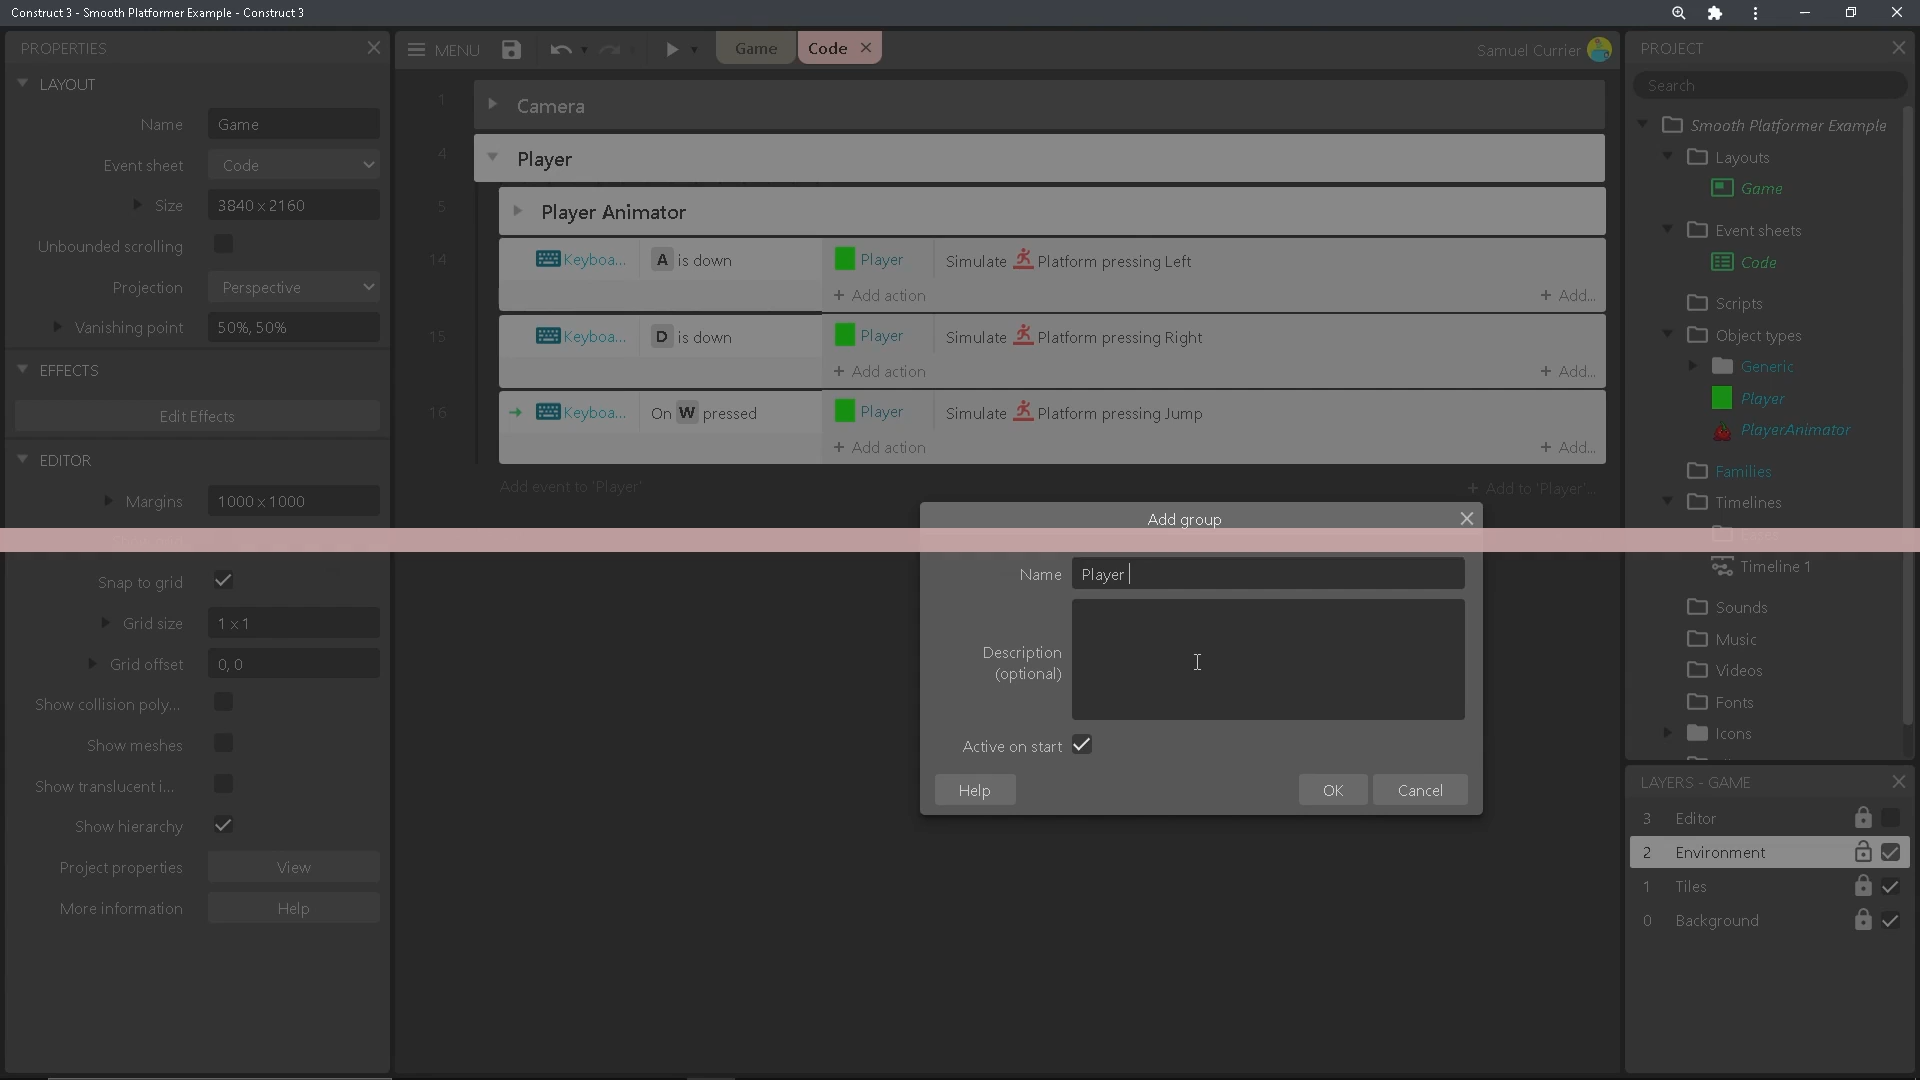 Construct 3 - Smooth Platformer Example - Construct 3
PROPERTIES
LAYOUT
Name Game
Event sheet Code
Size 3840 x 2160
Unbounded scrolling
Projection Perspective
Vanishing point 50%, 50%
EFFECTS
Edit Effects
EDITOR
Margins 1000 x 1000
Snap to grid
Grid size 1 x 1
Grid offset 0, 0
Show collision poly...
Show meshes
Show translucent i...
Show hierarchy
Project properties View
More information Help
MENU
Game
Code
Samuel Currier
1 Camera
4 Player
5 Player Animator
14 Keyboa... A is down Player Simulate Platform pressing Left
+ Add action + Add...
15 Keyboa... D is down Player Simulate Platform pressing Right
+ Add action + Add...
16 Keyboa... On W pressed Player Simulate Platform pressing Jump
+ Add action + Add...
Add event to 'Player' + Add to 'Player'...
Add group
Name Player
Description
(optional)
Active on start
Help OK Cancel
PROJECT
Search
Smooth Platformer Example
Layouts
Game
Event sheets
Code
Scripts
Object types
Generic
Player
PlayerAnimator
Families
Timelines
Timeline 1
Sounds
Music
Videos
Fonts
Icons
LAYERS - GAME
3 Editor
2 Environment
1 Tiles
0 Background